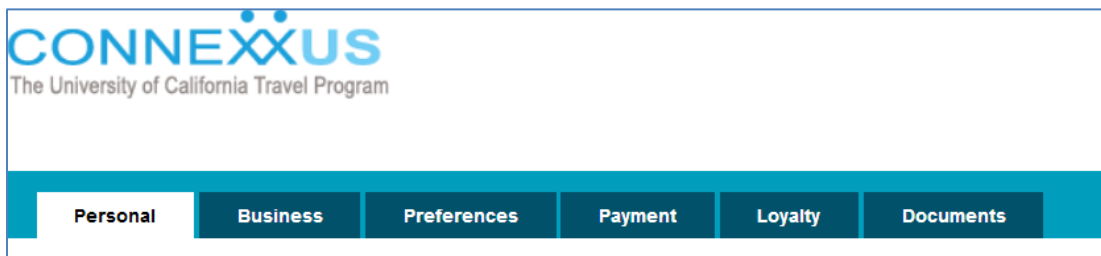 CONNEXXUS
The University of California Travel Program
Personal Business Preferences Payment Loyalty Documents